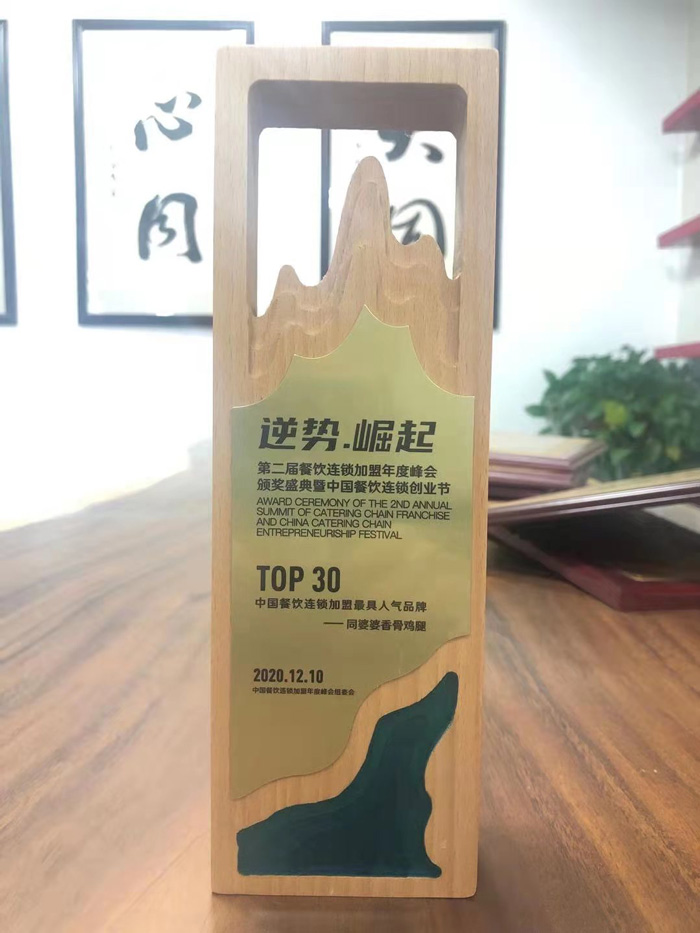 心
同
同
逆势.崛起
第二届餐饮连锁加盟年度峰会
颁奖盛典暨中国餐饮连锁创业节
AWARD CEREMONY OF THE 2ND ANNUAL
SUMMIT OF CATERING CHAIN FRANCHISE
AND CHINA CATERING CHAIN
ENTREPRENEURISHIP FESTIVAL
TOP 30
中国餐饮连锁加盟最具人气品牌
—— 同婆婆香骨鸡腿
2020.12.10
中国餐饮连锁加盟年度峰会组委会